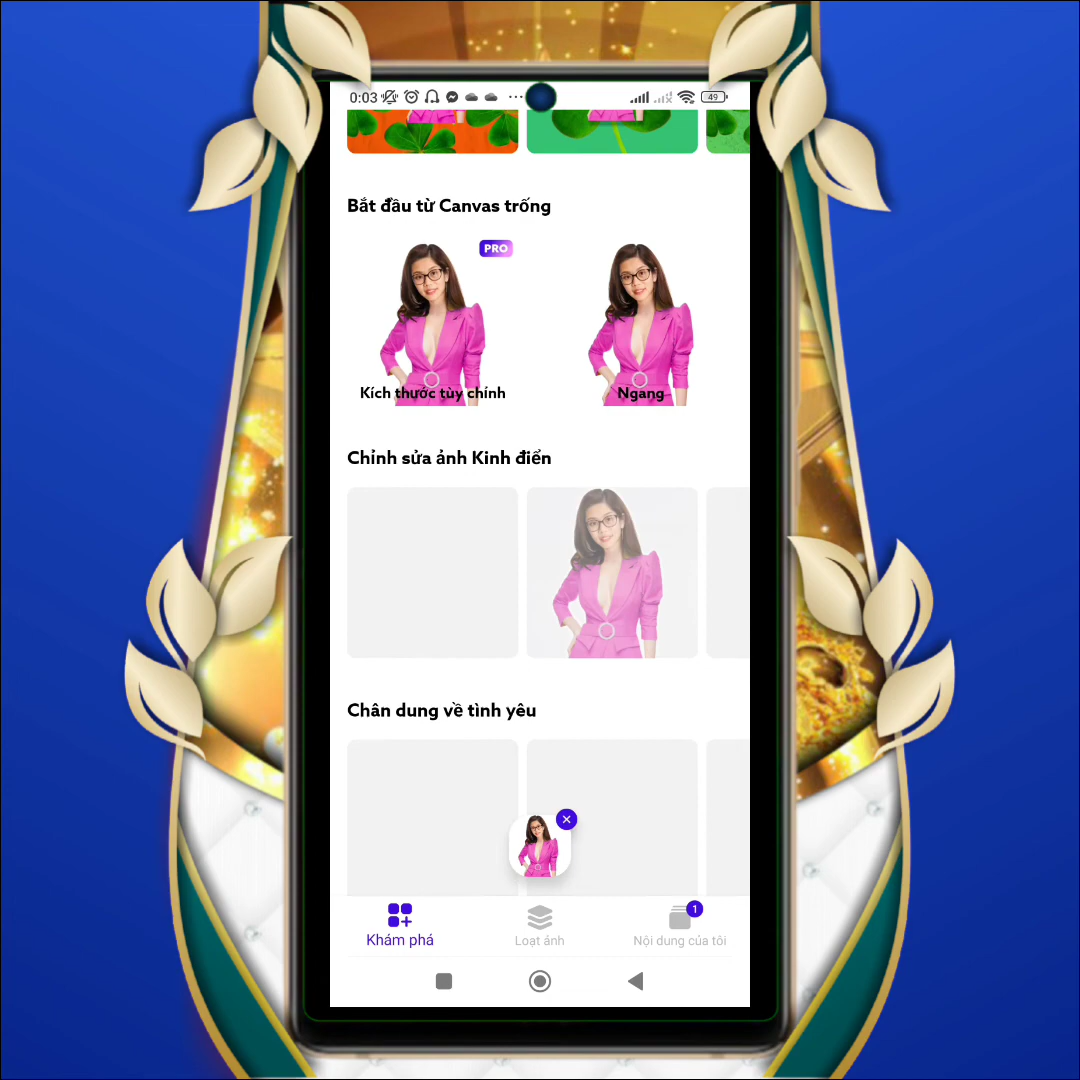 0:03
49
Bắt đầu từ Canvas trống
PRO
Kích thước tùy chỉnh
Ngang
Chỉnh sửa ảnh Kinh điển
Chân dung về tình yêu
1
Khám phá
Loạt ảnh
Nội dung của tôi